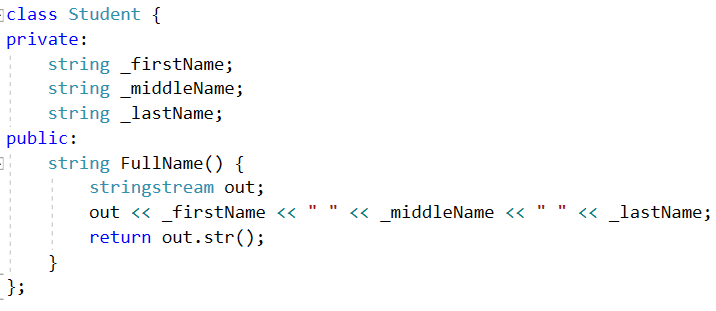 class Student {
private:
    string _firstName;
    string _middleName;
    string _lastName;
public:
    string FullName() {
        stringstream out;
        out << _firstName << " " << _middleName << " " << _lastName;
        return out.str();
    }
};